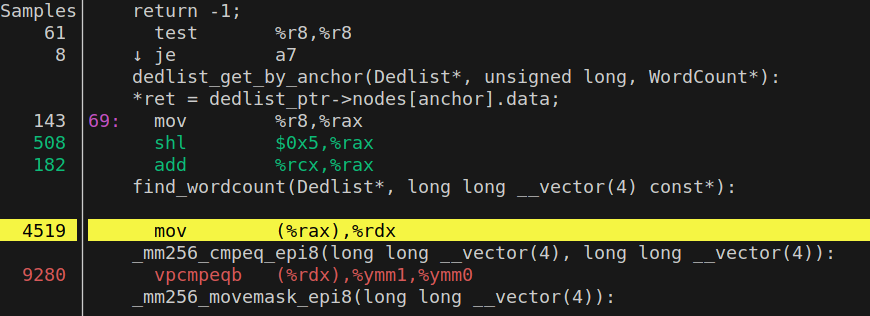 Samples return -1;
61 test %r8,%r8
8 ↓ je a7
dedlist_get_by_anchor(Dedlist*, unsigned long, WordCount*):
*ret = dedlist_ptr->nodes[anchor].data;
143 69: mov %r8,%rax
508 shl $0x5,%rax
182 add %rcx,%rax
find_wordcount(Dedlist*, long long __vector(4) const*):
4519 mov (%rax),%rdx
_mm256_cmpeq_epi8(long long __vector(4), long long __vector(4)):
9280 vpcmpeqb (%rdx),%ymm1,%ymm0
_mm256_movemask_epi8(long long __vector(4)):